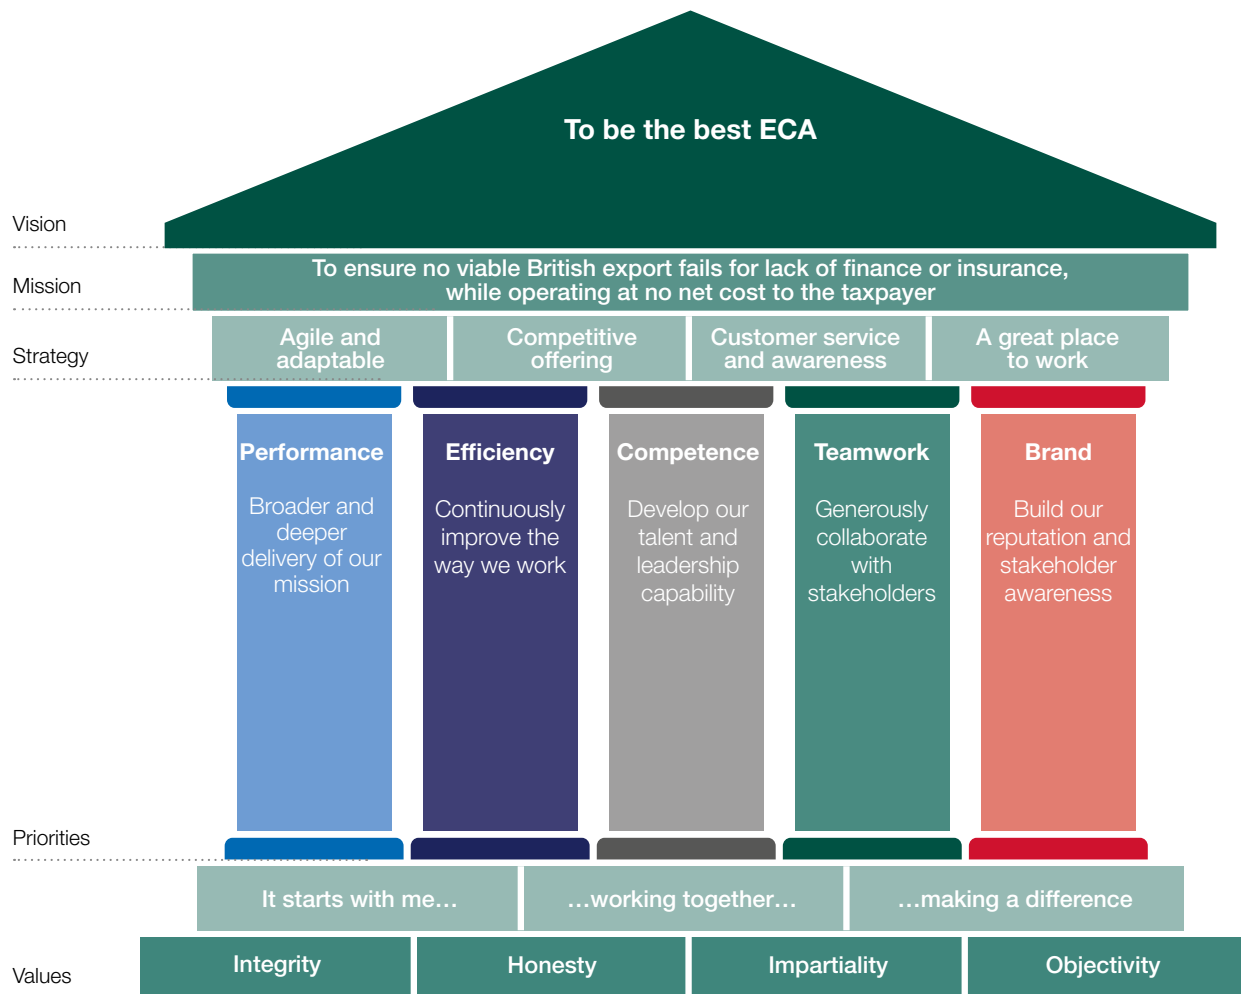 To be the best ECA
Vision
Mission
To ensure no viable British export fails for lack of finance or insurance,
while operating at no net cost to the taxpayer
Strategy
Agile and
adaptable
Competitive
offering
Customer service
and awareness
A great place
to work
Performance
Broader and
deeper
delivery of our
mission
Efficiency
Continuously
improve the
way we work
Competence
Develop our
talent and
leadership
capability
Teamwork
Generously
collaborate
with
stakeholders
Brand
Build our
reputation and
stakeholder
awareness
Priorities
It starts with me…
…working together…
…making a difference
Values
Integrity
Honesty
Impartiality
Objectivity